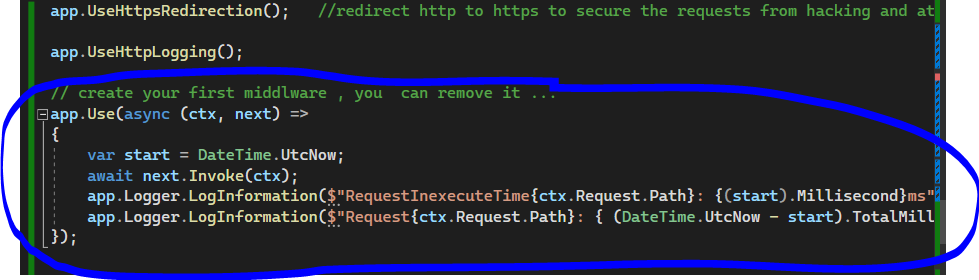 app.UseHttpsRedirection();   //redirect http to https to secure the requests from hacking and at
app.UseHttpLogging();
// create your first middlware , you  can remove it ...
app.Use(async (ctx, next) =>
{
    var start = DateTime.UtcNow;
    await next.Invoke(ctx);
    app.Logger.LogInformation($"RequestInexecuteTime{ctx.Request.Path}: {(start).Millisecond}ms"
    app.Logger.LogInformation($"Request{ctx.Request.Path}: { (DateTime.UtcNow - start).TotalMill
});